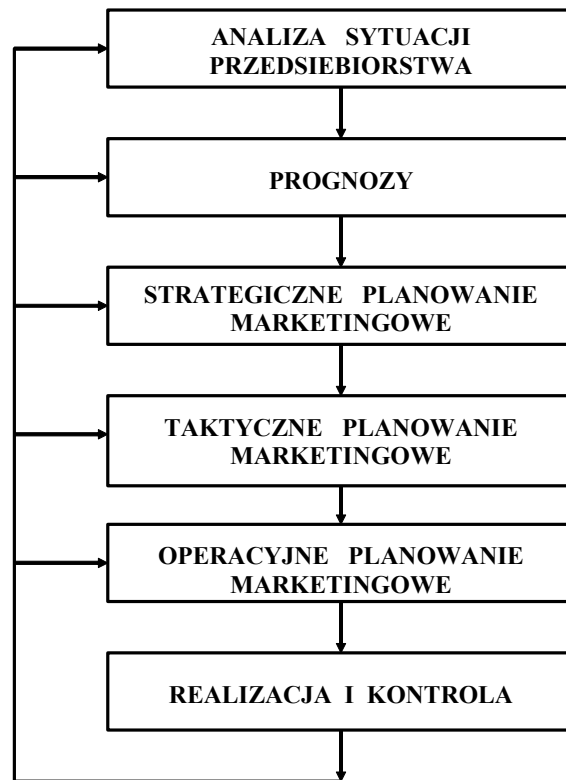 ANALIZA SYTUACJI
PRZEDSIEBIORSTWA
PROGNOZY
STRATEGICZNE PLANOWANIE
MARKETINGOWE
TAKTYCZNE PLANOWANIE
MARKETINGOWE
OPERACYJNE PLANOWANIE
MARKETINGOWE
REALIZACJA I KONTROLA